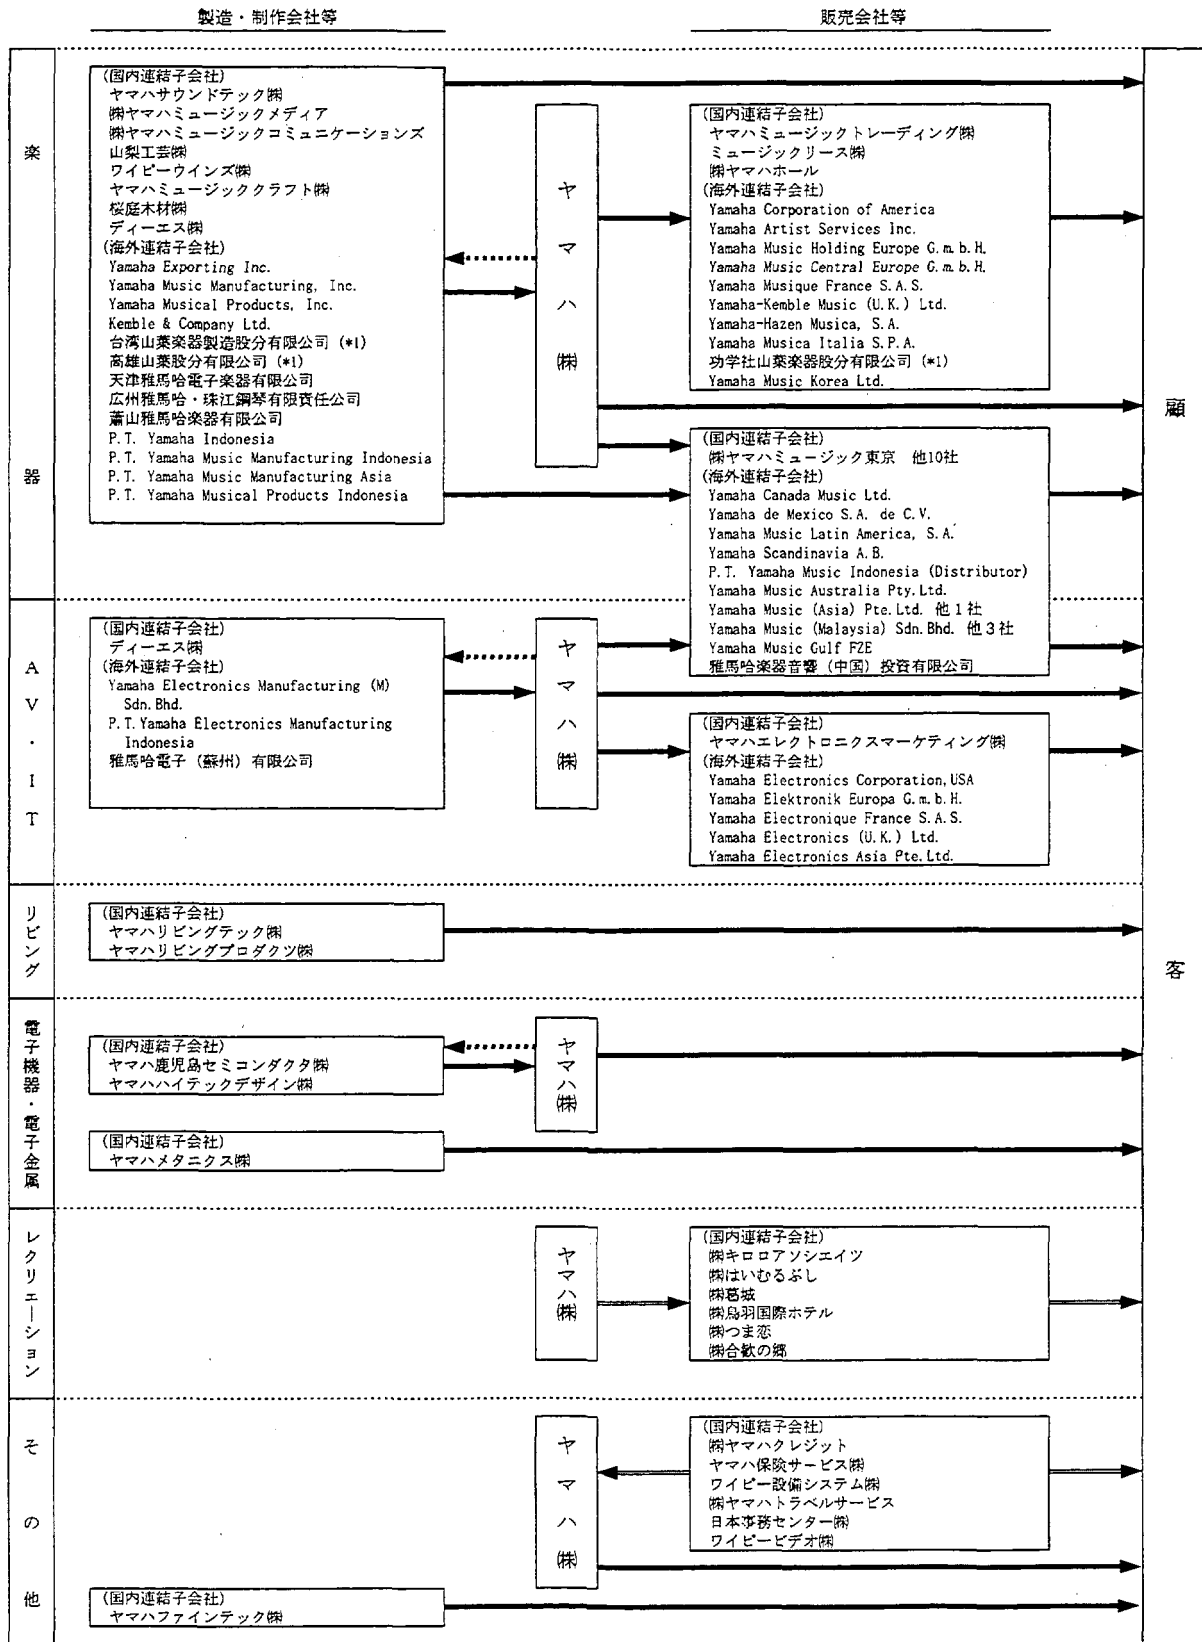 製造・制作会社等
販売会社等
楽器
(国内連結子会社)
ヤマハサウンドテック㈱
㈱ヤマハミュージックメディア
㈱ヤマハミュージックコミュニケーションズ
山梨工芸㈱
ワイピーウインズ㈱
ヤマハミュージッククラフト㈱
桜庭木材㈱
ディーエス㈱
(海外連結子会社)
Yamaha Exporting Inc.
Yamaha Music Manufacturing, Inc.
Yamaha Musical Products, Inc.
Kemble & Company Ltd.
台湾山葉楽器製造股分有限公司 (*1)
高雄山葉股分有限公司 (*1)
天津雅馬哈電子楽器有限公司
広州雅馬哈・珠江鋼琴有限責任公司
蕭山雅馬哈楽器有限公司
P.T. Yamaha Indonesia
P.T. Yamaha Music Manufacturing Indonesia
P.T. Yamaha Music Manufacturing Asia
P.T. Yamaha Musical Products Indonesia
ヤマハ㈱
(国内連結子会社)
ヤマハミュージックトレーディング㈱
ミュージックリース㈱
㈱ヤマハホール
(海外連結子会社)
Yamaha Corporation of America
Yamaha Artist Services Inc.
Yamaha Music Holding Europe G.m.b.H.
Yamaha Music Central Europe G.m.b.H.
Yamaha Musique France S.A.S.
Yamaha-Kemble Music (U.K.) Ltd.
Yamaha-Hazen Musica, S.A.
Yamaha Musica Italia S.P.A.
功学社山葉楽器股分有限公司 (*1)
Yamaha Music Korea Ltd.
(国内連結子会社)
㈱ヤマハミュージック東京 他10社
(海外連結子会社)
Yamaha Canada Music Ltd.
Yamaha de Mexico S.A. de C.V.
Yamaha Music Latin America, S.A.
Yamaha Scandinavia A.B.
P.T. Yamaha Music Indonesia (Distributor)
Yamaha Music Australia Pty.Ltd.
Yamaha Music (Asia) Pte.Ltd. 他1社
Yamaha Music (Malaysia) Sdn.Bhd. 他3社
Yamaha Music Gulf FZE
雅馬哈楽器音響（中国）投資有限公司
顧客
AV・IT
(国内連結子会社)
ディーエス㈱
(海外連結子会社)
Yamaha Electronics Manufacturing (M)
Sdn.Bhd.
P.T.Yamaha Electronics Manufacturing
Indonesia
雅馬哈電子（蘇州）有限公司
ヤマハ㈱
(国内連結子会社)
ヤマハエレクトロニクスマーケティング㈱
(海外連結子会社)
Yamaha Electronics Corporation,USA
Yamaha Elektronik Europa G.m.b.H.
Yamaha Electronique France S.A.S.
Yamaha Electronics (U.K.) Ltd.
Yamaha Electronics Asia Pte.Ltd.
リビング
(国内連結子会社)
ヤマハリビングテック㈱
ヤマハリビングプロダクツ㈱
電子機器・電子金属
(国内連結子会社)
ヤマハ鹿児島セミコンダクタ㈱
ヤマハハイテックデザイン㈱
ヤマハ㈱
(国内連結子会社)
ヤマハメタニクス㈱
レクリエーション
ヤマハ㈱
(国内連結子会社)
㈱キロロアソシエイツ
㈱はいむるぶし
㈱葛城
㈱鳥羽国際ホテル
㈱つま恋
㈱合歓の郷
その他
ヤマハ㈱
(国内連結子会社)
㈱ヤマハクレジット
ヤマハ保険サービス㈱
ワイピー設備システム㈱
㈱ヤマハトラベルサービス
日本事務センター㈱
ワイピービデオ㈱
(国内連結子会社)
ヤマハファインテック㈱